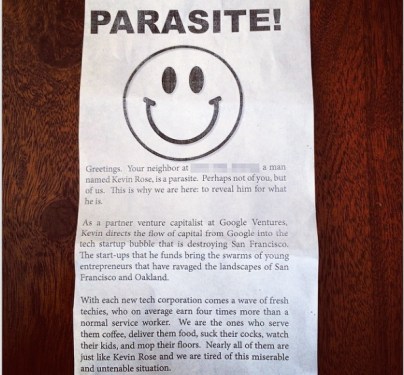 PARASITE!
Greetings. Your neighbor at a man
named Kevin Rose, is a parasite. Perhaps not of you, but
of us. This is why we are here: to reveal him for what
he is.
As a partner venture capitalist at Google Ventures,
Kevin directs the flow of capital from Google into the
tech startup bubble that is destroying San Francisco.
The start-ups that he funds bring the swarms of young
entrepreneurs that have ravaged the landscapes of San
Francisco and Oakland.
With each new tech corporation comes a wave of fresh
techies, who on average earn four times more than a
normal service worker. We are the ones who serve
them coffee, deliver them food, suck their cocks, watch
their kids, and mop their floors. Nearly all of them are
just like Kevin Rose and we are tired of this miserable
and untenable situation.